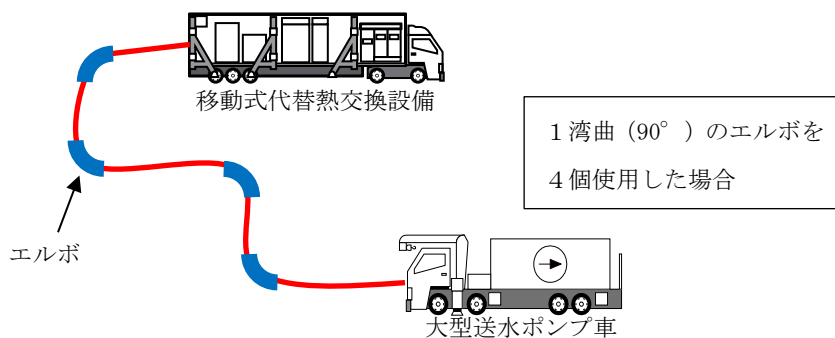 移動式代替熱交換設備
1湾曲（90°）のエルボを
4個使用した場合
エルボ
大型送水ポンプ車